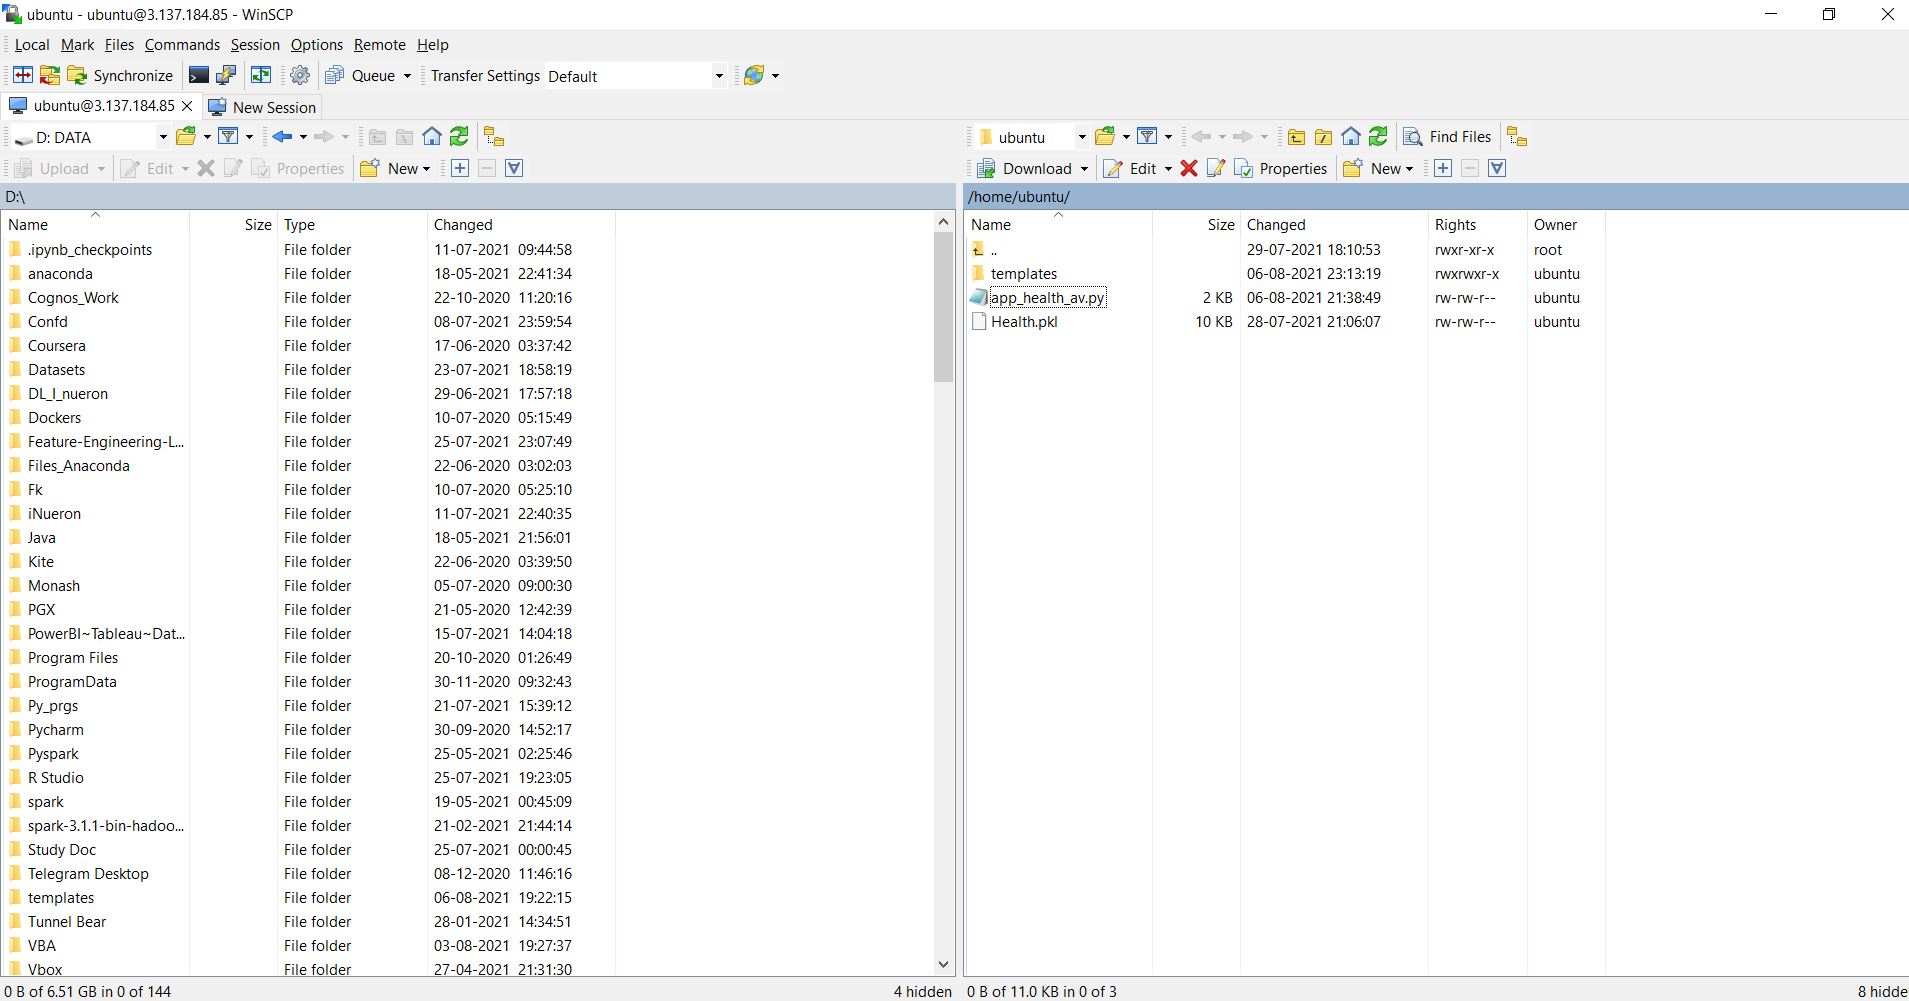 ubuntu - ubuntu@3.137.184.85 - WinSCP
Local Mark Files Commands Session Options Remote Help
Synchronize Queue Transfer Settings Default
ubuntu@3.137.184.85 New Session
D: DATA
Upload Edit Properties New
D:\
Name Size Type Changed
.ipynb_checkpoints File folder 11-07-2021 09:44:58
anaconda File folder 18-05-2021 22:41:34
Cognos_Work File folder 22-10-2020 11:20:16
Confd File folder 08-07-2021 23:59:54
Coursera File folder 17-06-2020 03:37:42
Datasets File folder 23-07-2021 18:58:19
DL_I_nueron File folder 29-06-2021 17:57:18
Dockers File folder 10-07-2020 05:15:49
Feature-Engineering-L... File folder 25-07-2021 23:07:49
Files_Anaconda File folder 22-06-2020 03:02:03
Fk File folder 10-07-2020 05:25:10
iNueron File folder 11-07-2021 22:40:35
Java File folder 18-05-2021 21:56:01
Kite File folder 22-06-2020 03:39:50
Monash File folder 05-07-2020 09:00:30
PGX File folder 21-05-2020 12:42:39
PowerBI~Tableau~Dat... File folder 15-07-2021 14:04:18
Program Files File folder 20-10-2020 01:26:49
ProgramData File folder 30-11-2020 09:32:43
Py_prgs File folder 21-07-2021 15:39:12
Pycharm File folder 30-09-2020 14:52:17
Pyspark File folder 25-05-2021 02:25:46
R Studio File folder 25-07-2021 19:23:05
spark File folder 19-05-2021 00:45:09
spark-3.1.1-bin-hadoo... File folder 21-02-2021 21:44:14
Study Doc File folder 25-07-2021 00:00:45
Telegram Desktop File folder 08-12-2020 11:46:16
templates File folder 06-08-2021 19:22:15
Tunnel Bear File folder 28-01-2021 14:34:51
VBA File folder 03-08-2021 19:27:37
Vbox File folder 27-04-2021 21:31:30
0 B of 6.51 GB in 0 of 144 4 hidden
ubuntu Find Files
Download Edit Properties New
/home/ubuntu/
Name Size Changed Rights Owner
.. 29-07-2021 18:10:53 rwxr-xr-x root
templates 06-08-2021 23:13:19 rwxrwxr-x ubuntu
app_health_av.py 2 KB 06-08-2021 21:38:49 rw-rw-r-- ubuntu
Health.pkl 10 KB 28-07-2021 21:06:07 rw-rw-r-- ubuntu
0 B of 11.0 KB in 0 of 3 8 hidde